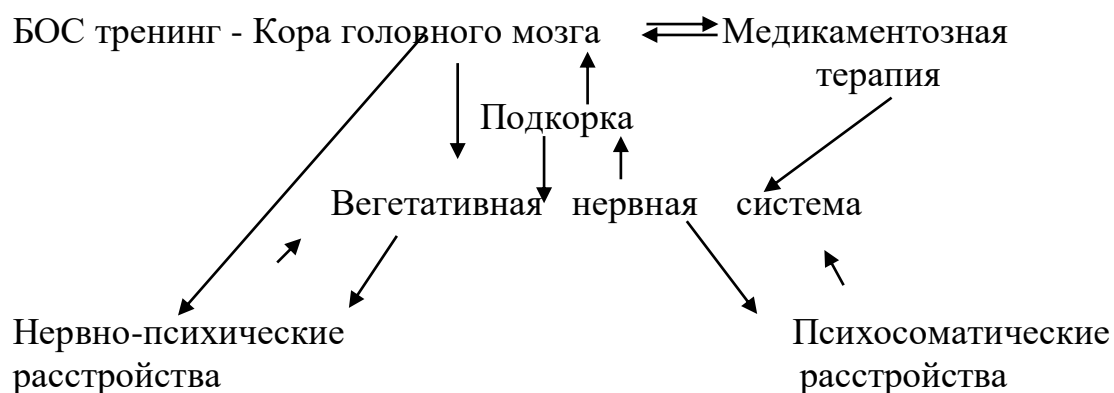 БОС тренинг - Кора головного мозга Медикаментозная
терапия
Подкорка
Вегетативная нервная система
Нервно-психические Психосоматические
расстройства расстройства